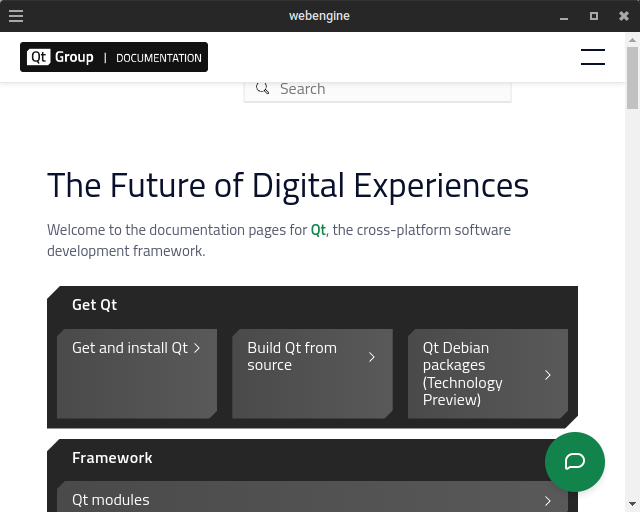 webengine
Qt Group | DOCUMENTATION
Search
The Future of Digital Experiences
Welcome to the documentation pages for Qt, the cross-platform software
development framework.
Get Qt
Get and install Qt
Build Qt from
source
Qt Debian
packages
(Technology
Preview)
Framework
Qt modules